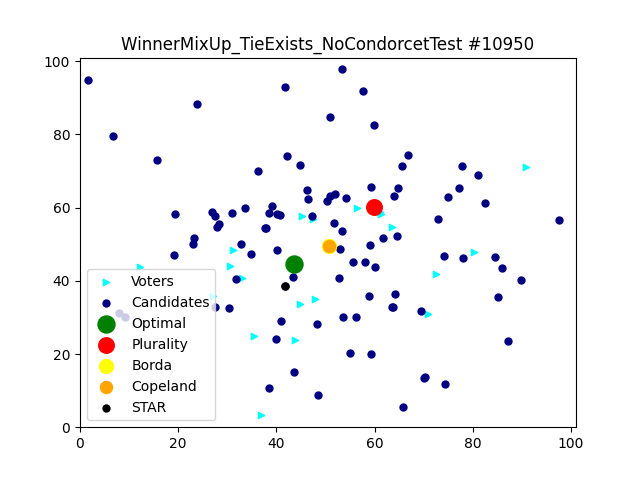 WinnerMixUp_TieExists_NoCondorcetTest #10950
100
80
60
40
20
0
Voters
Candidates
Optimal
Plurality
Borda
Copeland
STAR
0 20 40 60 80 100